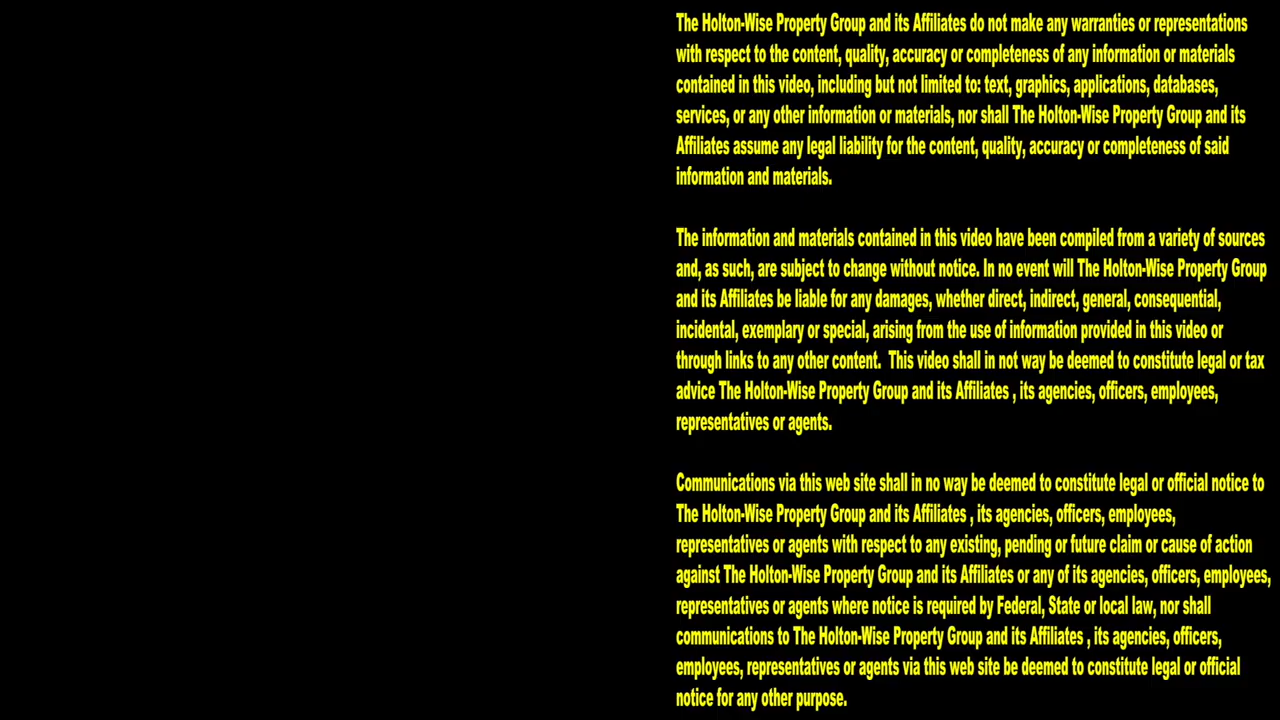 The Holton-Wise Property Group and its Affiliates do not make any warranties or representations
with respect to the content, quality, accuracy or completeness of any information or materials
contained in this video, including but not limited to: text, graphics, applications, databases,
services, or any other information or materials, nor shall The Holton-Wise Property Group and its
Affiliates assume any legal liability for the content, quality, accuracy or completeness of said
information and materials.
The information and materials contained in this video have been compiled from a variety of sources
and, as such, are subject to change without notice. In no event will The Holton-Wise Property Group
and its Affiliates be liable for any damages, whether direct, indirect, general, consequential,
incidental, exemplary or special, arising from the use of information provided in this video or
through links to any other content.  This video shall in not way be deemed to constitute legal or tax
advice The Holton-Wise Property Group and its Affiliates , its agencies, officers, employees,
representatives or agents.
Communications via this web site shall in no way be deemed to constitute legal or official notice to
The Holton-Wise Property Group and its Affiliates , its agencies, officers, employees,
representatives or agents with respect to any existing, pending or future claim or cause of action
against The Holton-Wise Property Group and its Affiliates or any of its agencies, officers, employees,
representatives or agents where notice is required by Federal, State or local law, nor shall
communications to The Holton-Wise Property Group and its Affiliates , its agencies, officers,
employees, representatives or agents via this web site be deemed to constitute legal or official
notice for any other purpose.